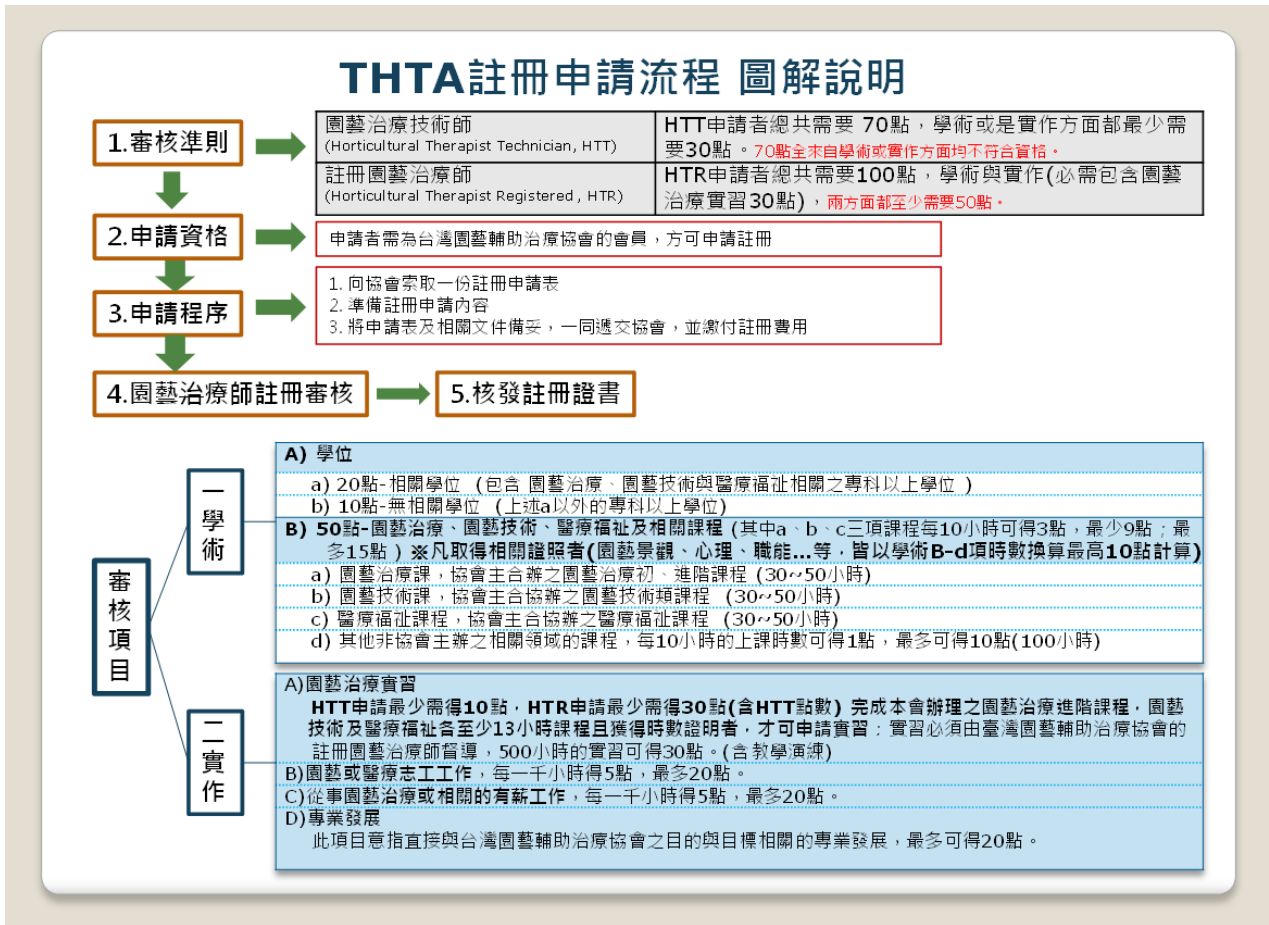 THTA註冊申請流程 圖解說明
1.審核準則
園藝治療技術師
(Horticultural Therapist Technician, HTT)
HTT申請者總共需要 70點，學術或是實作方面都最少需
要30點。70點全來自學術或實作方面均不符合資格。
註冊園藝治療師
(Horticultural Therapist Registered , HTR)
HTR申請者總共需要100點，學術與實作(必需包含園藝
治療實習30點)，兩方面都至少需要50點。
2.申請資格
申請者需為台灣園藝輔助治療協會的會員，方可申請註冊
3.申請程序
1. 向協會索取一份註冊申請表
2. 準備註冊申請內容
3. 將申請表及相關文件備妥，一同遞交協會，並繳付註冊費用
4.園藝治療師註冊審核
5.核發註冊證書
審核項目
一學術
A) 學位
a) 20點-相關學位 (包含 園藝治療、園藝技術與醫療福祉相關之專科以上學位 )
b) 10點-無相關學位 (上述a以外的專科以上學位)
B) 50點-園藝治療、園藝技術、醫療福祉及相關課程 (其中a、b、c三項課程每10小時可得3點，最少9點；最
多15點 ) ※凡取得相關證照者(園藝景觀、心理、職能...等，皆以學術B-d項時數換算最高10點計算)
a) 園藝治療課，協會主合辦之園藝治療初、進階課程 (30~50小時)
b) 園藝技術課，協會主合協辦之園藝技術類課程 (30~50小時)
c) 醫療福祉課程，協會主合協辦之醫療福祉課程 (30~50小時)
d) 其他非協會主辦之相關領域的課程，每10小時的上課時數可得1點，最多可得10點(100小時)
二實作
A)園藝治療實習
HTT申請最少需得10點，HTR申請最少需得30點(含HTT點數) 完成本會辦理之園藝治療進階課程，園藝
技術及醫療福祉各至少13小時課程且獲得時數證明者，才可申請實習；實習必須由臺灣園藝輔助治療協會的
註冊園藝治療師督導，500小時的實習可得30點。(含教學演練)
B)園藝或醫療志工工作，每一千小時得5點，最多20點。
C)從事園藝治療或相關的有薪工作，每一千小時得5點，最多20點。
D)專業發展
此項目意指直接與台灣園藝輔助治療協會之目的與目標相關的專業發展，最多可得20點。